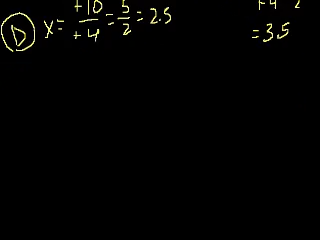 D x = +10/+4 = 5/2 = 2.5
= 3.5